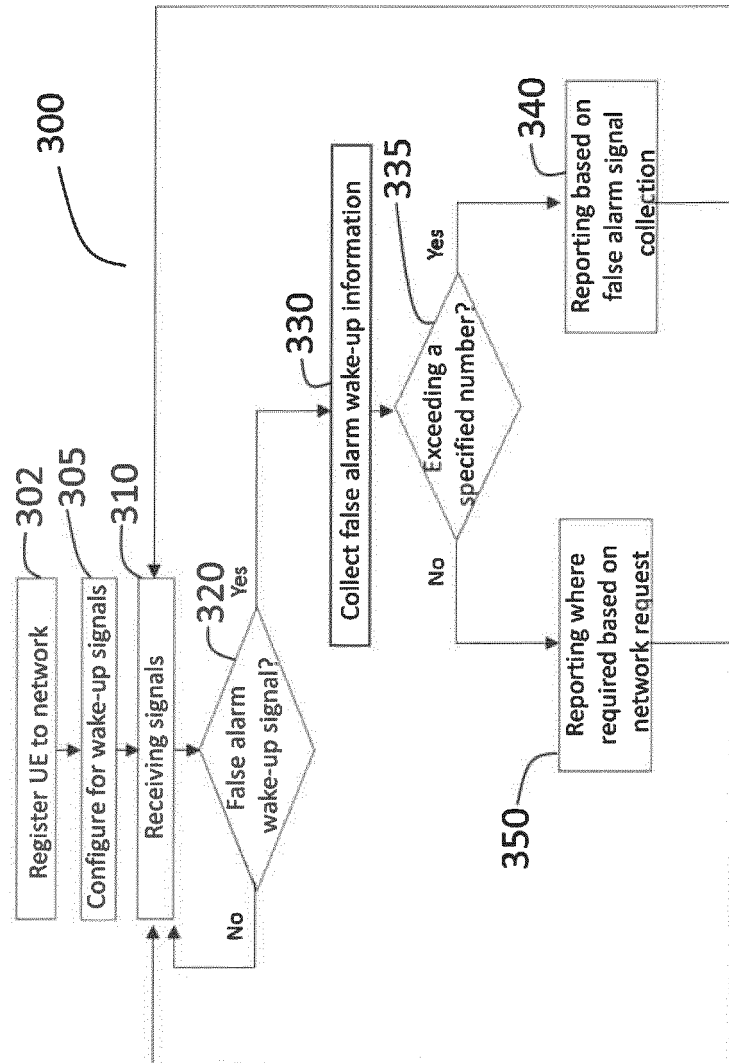 300
302
Register UE to network
305
Configure for wake-up signals
310
Receiving signals
320
False alarm
wake-up signal?
No
Yes
330
Collect false alarm wake-up information
335
Exceeding a
specified number?
No
Yes
350
Reporting where
required based on
network request
340
Reporting based on
false alarm signal
collection